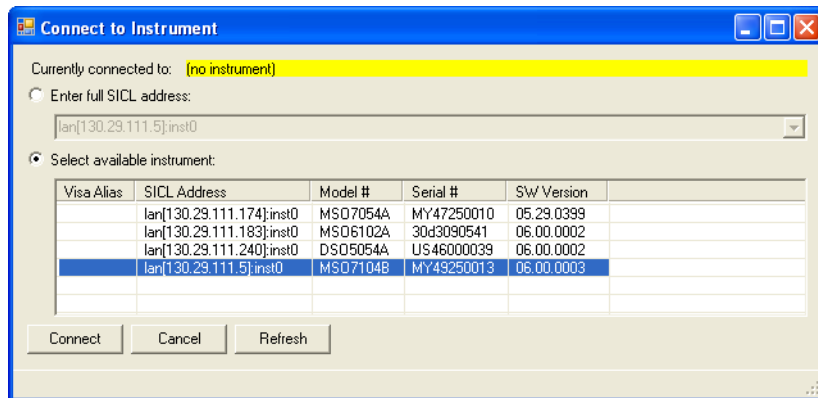 Connect to Instrument
Currently connected to: (no instrument)
Enter full SICL address:
lan[130.29.111.5]:inst0
Select available instrument:
Visa Alias SICL Address Model # Serial # SW Version
lan[130.29.111.174]:inst0 MSO7054A MY47250010 05.29.0399
lan[130.29.111.183]:inst0 MSO6102A 30d3090541 06.00.0002
lan[130.29.111.240]:inst0 DSO5054A US46000039 06.00.0002
lan[130.29.111.5]:inst0 MSO7104B MY49250013 06.00.0003
Connect Cancel Refresh